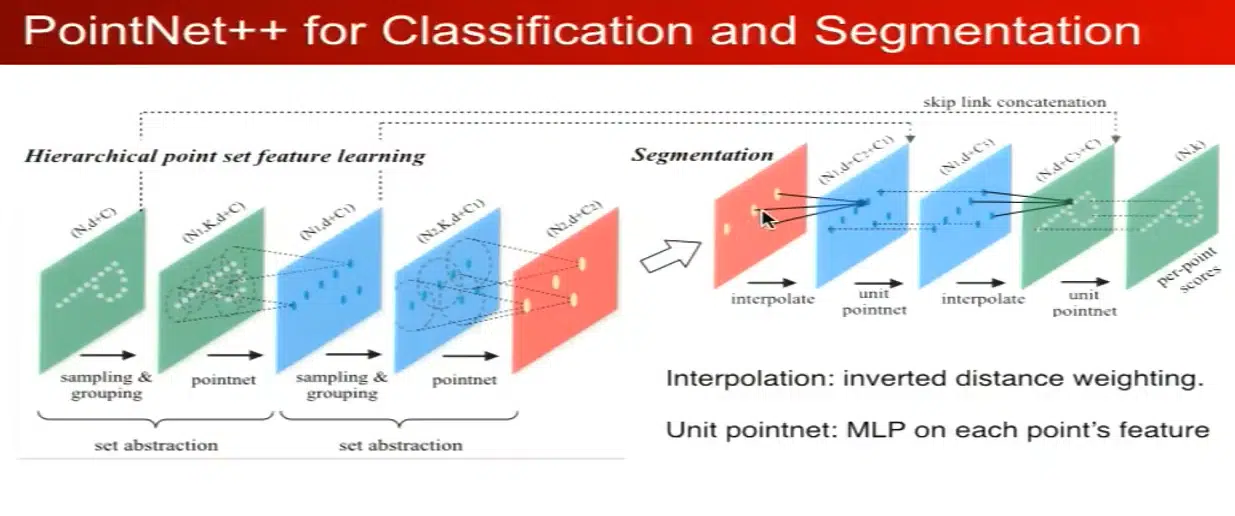 PointNet++ for Classification and Segmentation
skip link concatenation
Hierarchical point set feature learning
Segmentation
(N,d+C)
(N₁,K,d+C)
(N₁,d+C₁)
(N₂,K,d+C₁)
(N₂,d+C₂)
(N₁,d+C₂+C₁)
(N₁,d+C₃)
(N,d+C₃+C)
(N,k)
sampling &
grouping
pointnet
sampling &
grouping
pointnet
set abstraction
set abstraction
interpolate
unit
pointnet
interpolate
unit
pointnet
per-point
scores
Interpolation: inverted distance weighting.
Unit pointnet: MLP on each point's feature